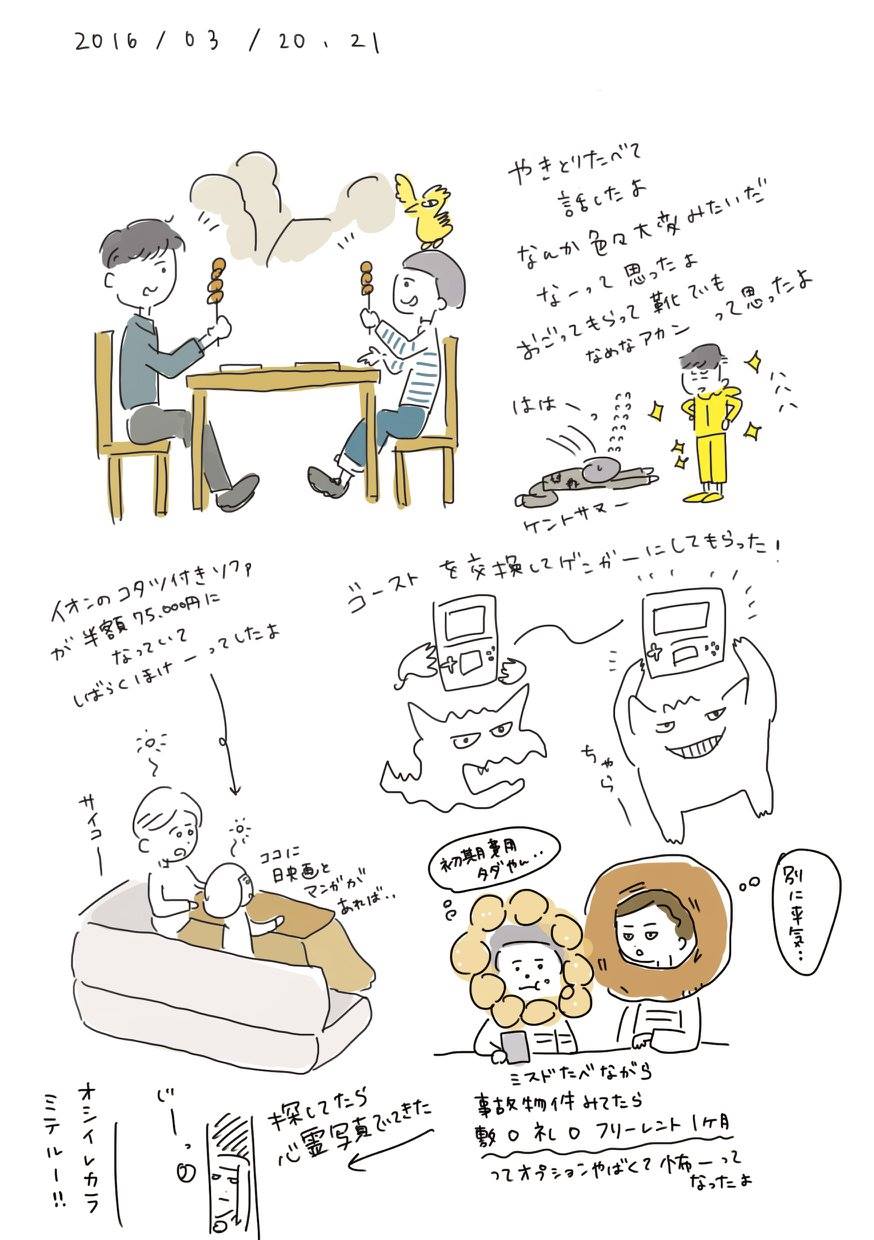 2016/03/20.21
やきとりたべて
話したよ
なんか色々大変みたいだ
なーって思ったよ
おごってもらって靴でも
なめなアカンって思ったよ
ははー
ハハハ
ケントサマー
イオンのコタツ付きソファ
が半額75.000円に
なっていて
しばらくほけーってしたよ
ゴーストを交換してゲンガーにしてもらった!
ちゃらー
サイコー
ココに
映画と
マンガが
あれば..
初期費用
タダやん..
別に平気...
ミスドたべながら
事故物件みてたら
敷0 礼0 フリーレント1ヶ月
ってオプションやばくて怖ーって
なったよ
探してたら
心霊写真でてきた
じーっ
オシイレカラ
ミテルー!!